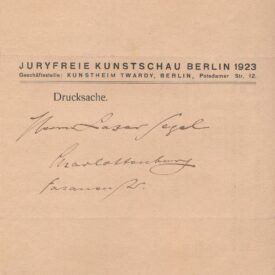 JURYFREIE KUNSTSCHAU BERLIN 1923
Geschäftsstelle: KUNSTHEIM TWARDY, BERLIN, Potsdamer Str. 12.
Drucksache.
Herrn Lasar Segal
Charlottenburg
Fasanenstr.